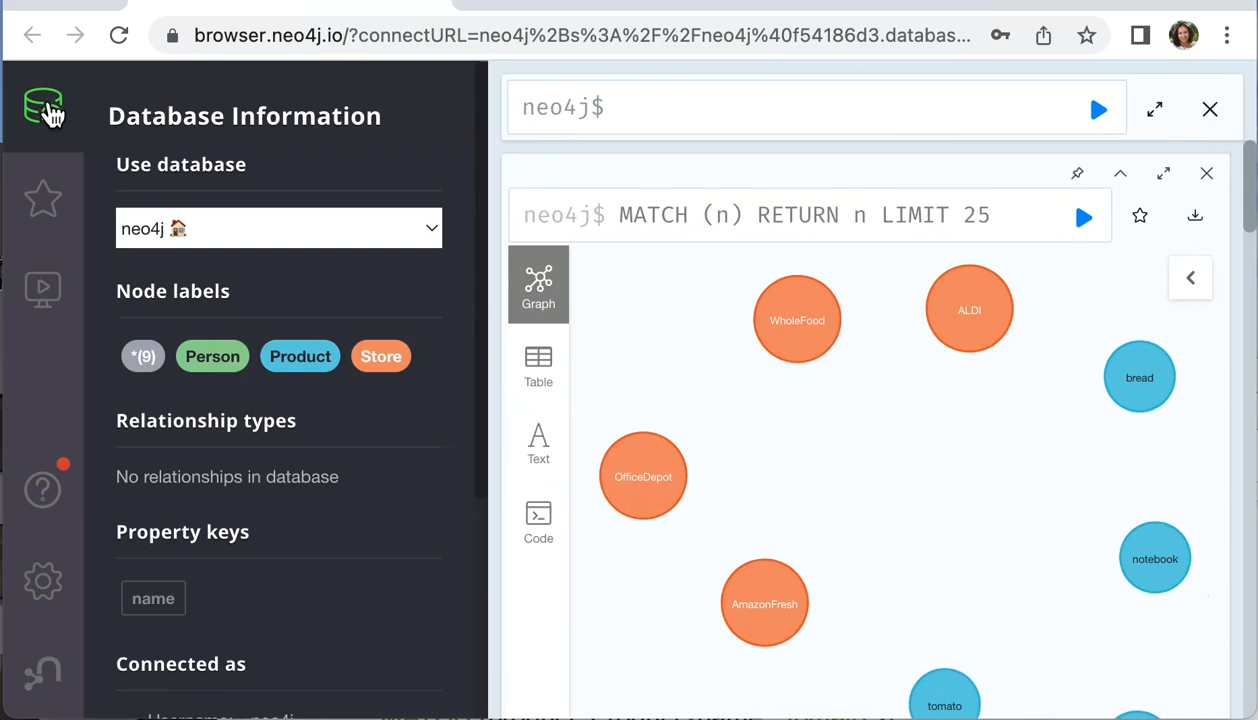 browser.neo4j.io/?connectURL=neo4j%2Bs%3A%2F%2Fneo4j%40f54186d3.databas...
Database Information
Use database
neo4j 🏠
Node labels
*(9) Person Product Store
Relationship types
No relationships in database
Property keys
name
Connected as
Username: neo4j
neo4j$
neo4j$ MATCH (n) RETURN n LIMIT 25
Graph
Table
Text
Code
WholeFood
ALDI
bread
OfficeDepot
notebook
AmazonFresh
tomato